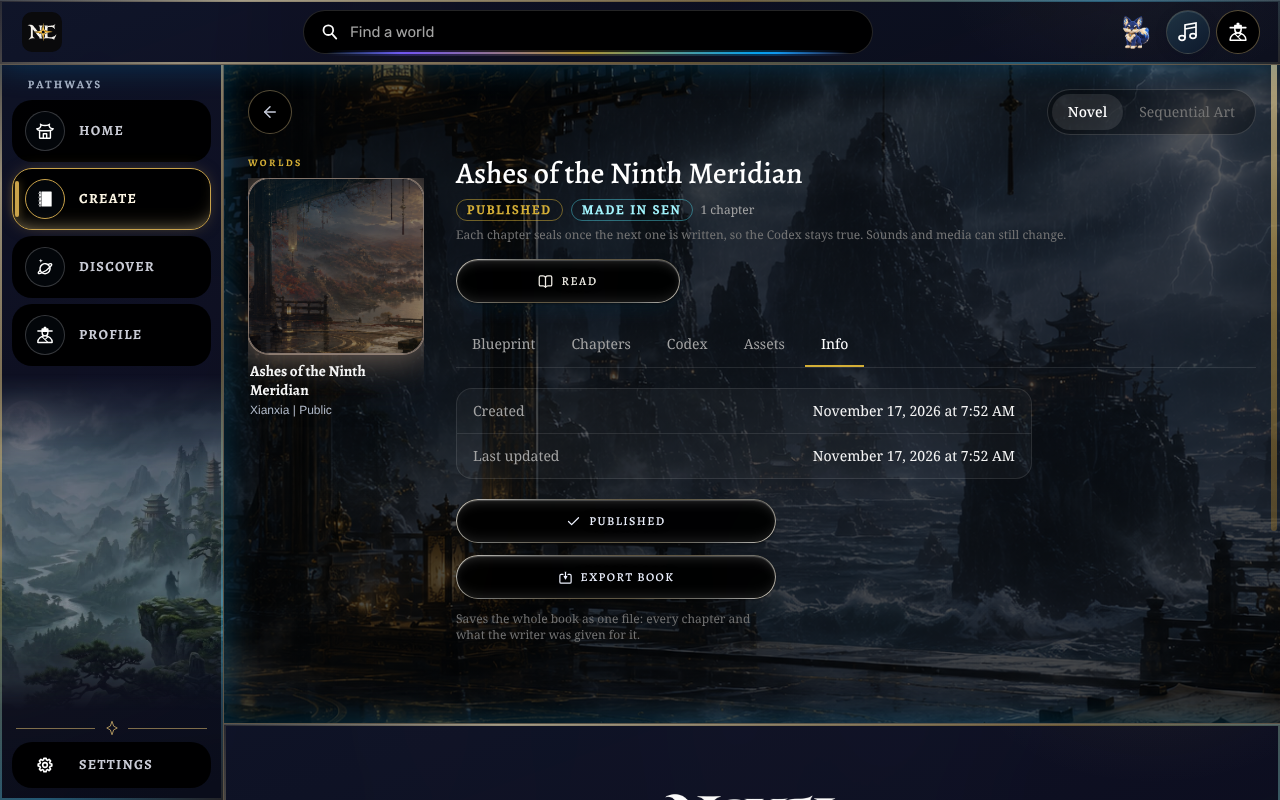 NE
Find a world
PATHWAYS
HOME
CREATE
DISCOVER
PROFILE
SETTINGS
Novel
Sequential Art
WORLDS
Ashes of the Ninth
Meridian
Xianxia | Public
Ashes of the Ninth Meridian
PUBLISHED
MADE IN SEN
1 chapter
Each chapter seals once the next one is written, so the Codex stays true. Sounds and media can still change.
READ
Blueprint
Chapters
Codex
Assets
Info
Created
November 17, 2026 at 7:52 AM
Last updated
November 17, 2026 at 7:52 AM
PUBLISHED
EXPORT BOOK
Saves the whole book as one file: every chapter and
what the writer was given for it.